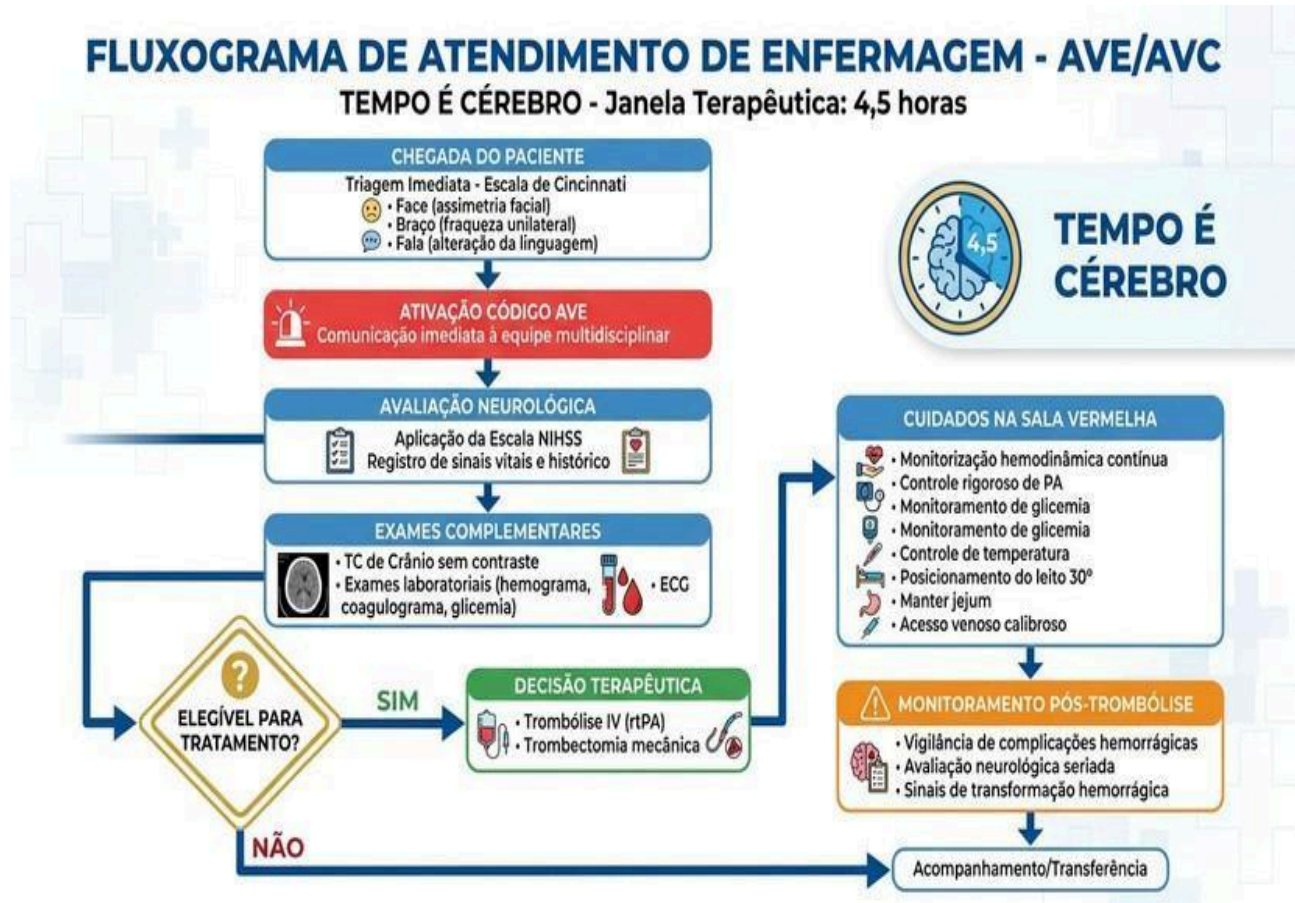 FLUXOGRAMA DE ATENDIMENTO DE ENFERMAGEM - AVE/AVC
TEMPO É CÉREBRO - Janela Terapêutica: 4,5 horas
CHEGADA DO PACIENTE
Triagem Imediata - Escala de Cincinnati
• Face (assimetria facial)
• Braço (fraqueza unilateral)
• Fala (alteração da linguagem)
4,5
TEMPO É
CÉREBRO
ATIVAÇÃO CÓDIGO AVE
Comunicação imediata à equipe multidisciplinar
AVALIAÇÃO NEUROLÓGICA
Aplicação da Escala NIHSS
Registro de sinais vitais e histórico
EXAMES COMPLEMENTARES
• TC de Crânio sem contraste
• Exames laboratoriais (hemograma,
coagulograma, glicemia)
• ECG
?
ELEGÍVEL PARA
TRATAMENTO?
SIM
NÃO
DECISÃO TERAPÊUTICA
• Trombólise IV (rtPA)
• Trombectomia mecânica
CUIDADOS NA SALA VERMELHA
• Monitorização hemodinâmica contínua
• Controle rigoroso de PA
• Monitoramento de glicemia
• Monitoramento de glicemia
• Controle de temperatura
• Posicionamento do leito 30º
• Manter jejum
• Acesso venoso calibroso
MONITORAMENTO PÓS-TROMBÓLISE
• Vigilância de complicações hemorrágicas
• Avaliação neurológica seriada
• Sinais de transformação hemorrágica
Acompanhamento/Transferência